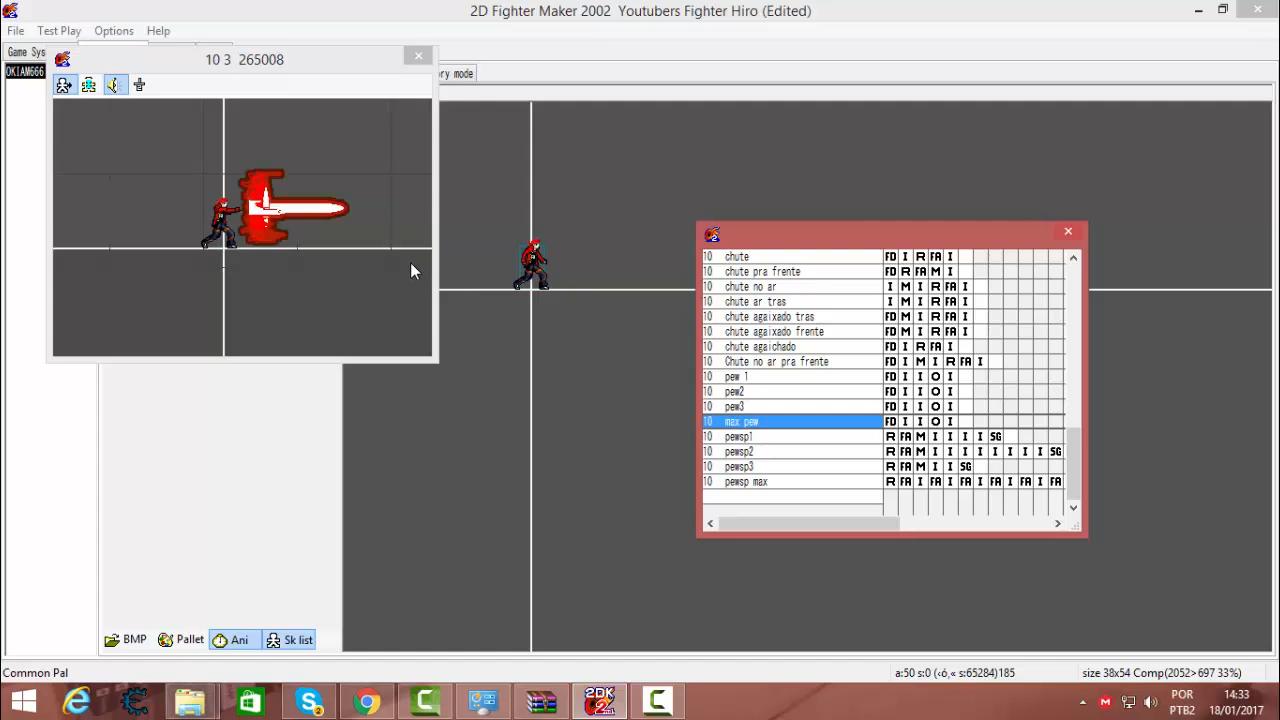 2D Fighter Maker 2002 Youtubers Fighter Hiro (Edited)
File Test Play Options Help
Game Sys
10 3 265008
OKIAM666
ory mode
10 chute FD I R FA I
10 chute pra frente FD R FA M I
10 chute no ar I M I R FA I
10 chute ar tras I M I R FA I
10 chute agaixado tras FD M I R FA I
10 chute agaixado frente FD M I R FA I
10 chute agaichado FD I R FA I
10 Chute no ar pra frente FD I M I R FA I
10 pew 1 FD I I O I
10 pew2 FD I I O I
10 pew3 FD I I O I
10 max pew FD I I O I
10 pewsp1 R FA M I I I I SG
10 pewsp2 R FA M I I I I I I I I SG
10 pewsp3 R FA M I I SG
10 pewsp max R FA I FA I FA I FA I FA I FA
BMP Pallet Ani Sk list
Common Pal
size 38x54 Comp(2052>697 33%)
POR
PTB2
14:33
18/01/2017